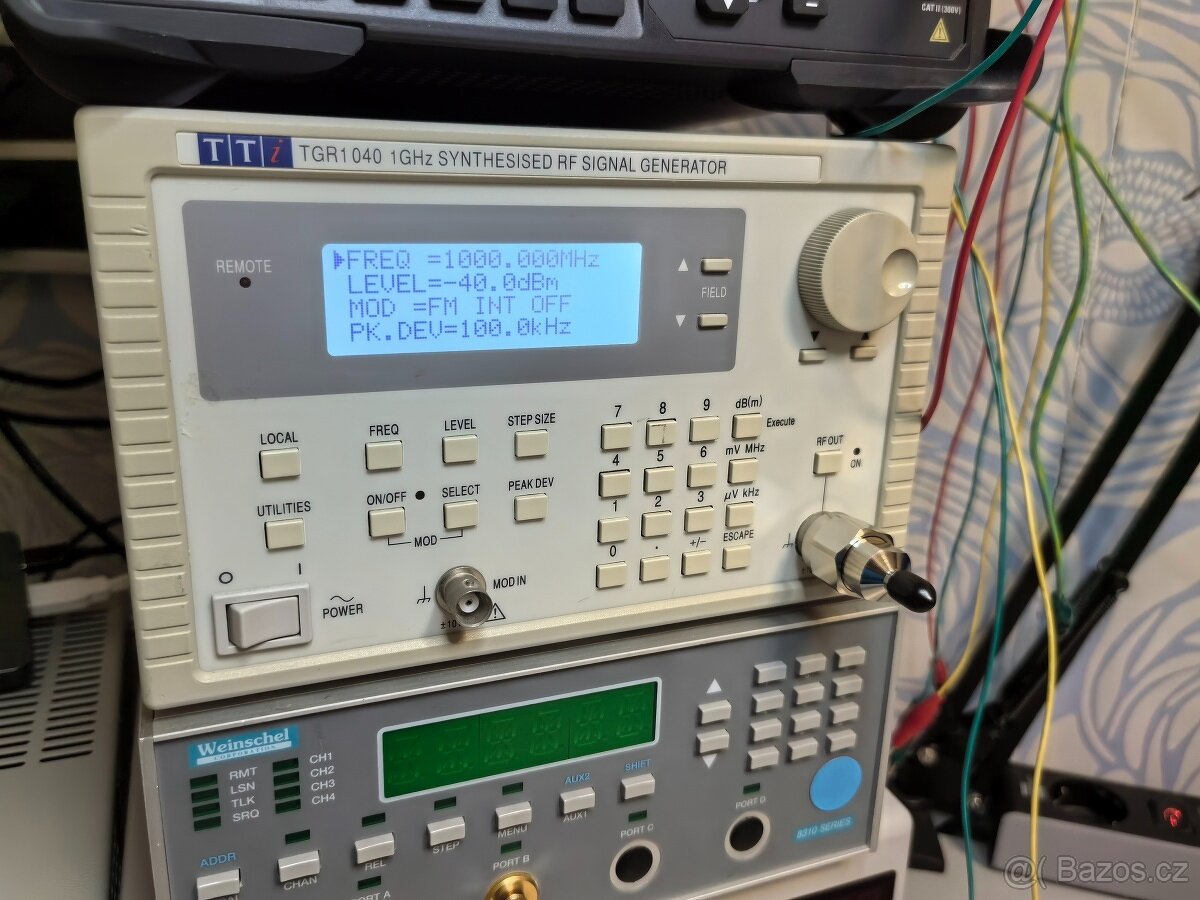 CAT II (300V)
TTi TGR1040 1GHz SYNTHESISED RF SIGNAL GENERATOR
REMOTE
FREQ =1000.000MHz
LEVEL=-40.0dBm
MOD =FM INT OFF
PK.DEV=100.0kHz
FIELD
LOCAL
FREQ
LEVEL
STEP SIZE
7 8 9 dB(m) Execute
4 5 6 mV MHz
1 2 3 µV kHz
0 . +/− ESCAPE
RF OUT
ON
UTILITIES
ON/OFF
SELECT
PEAK DEV
MOD
O I
POWER
MOD IN
±10
Weinschel
CORPORATION
RMT
LSN
TLK
SRQ
CH1
CH2
CH3
CH4
ADDR
CHAN
REL
STEP
MENU
AUX2
AUX1
SHIFT
PORT B
PORT C
PORT D
8310 SERIES
Bazos.cz